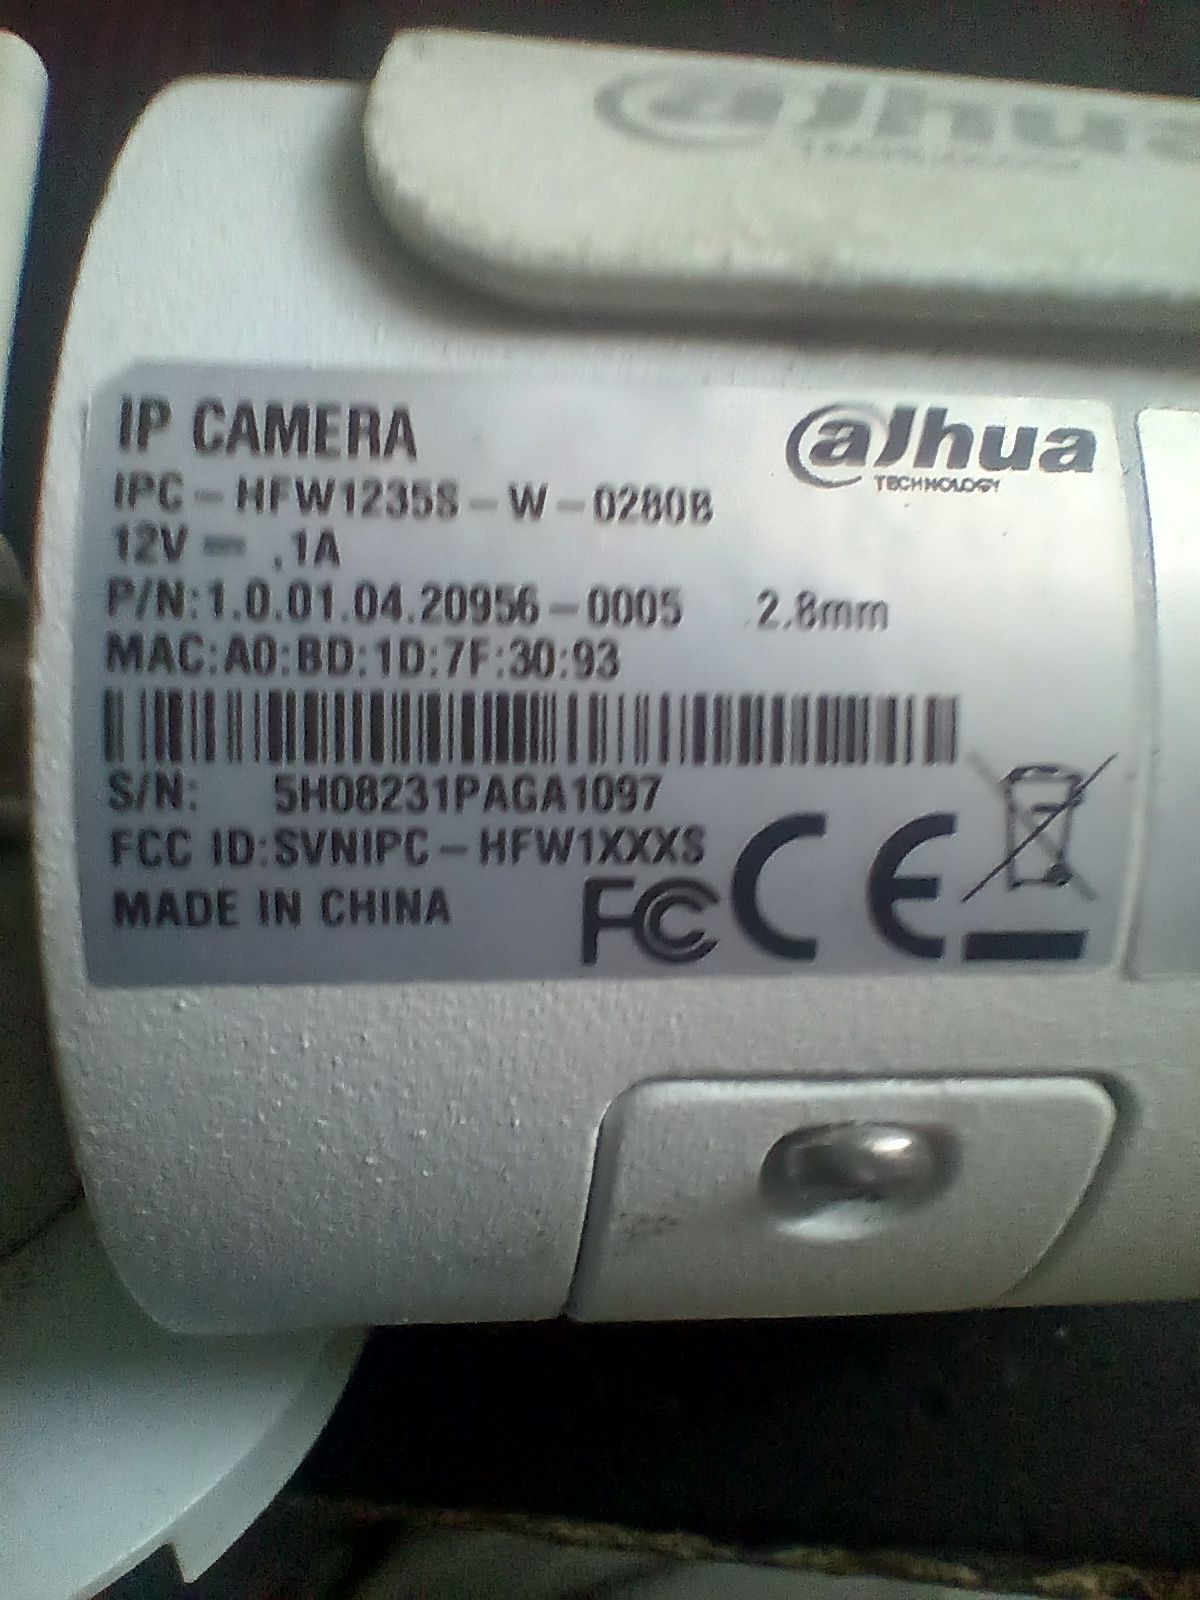 alhua
TECHNOLOGY
IP CAMERA
alhua
TECHNOLOGY
IPC-HFW1235S-W-0280B
12V ⎓ .1A
P/N:1.0.01.04.20956-0005 2.8mm
MAC:A0:BD:1D:7F:30:93
S/N: 5H08231PAGA1097
FCC ID:SVNIPC-HFW1XXXS
MADE IN CHINA
FC CE